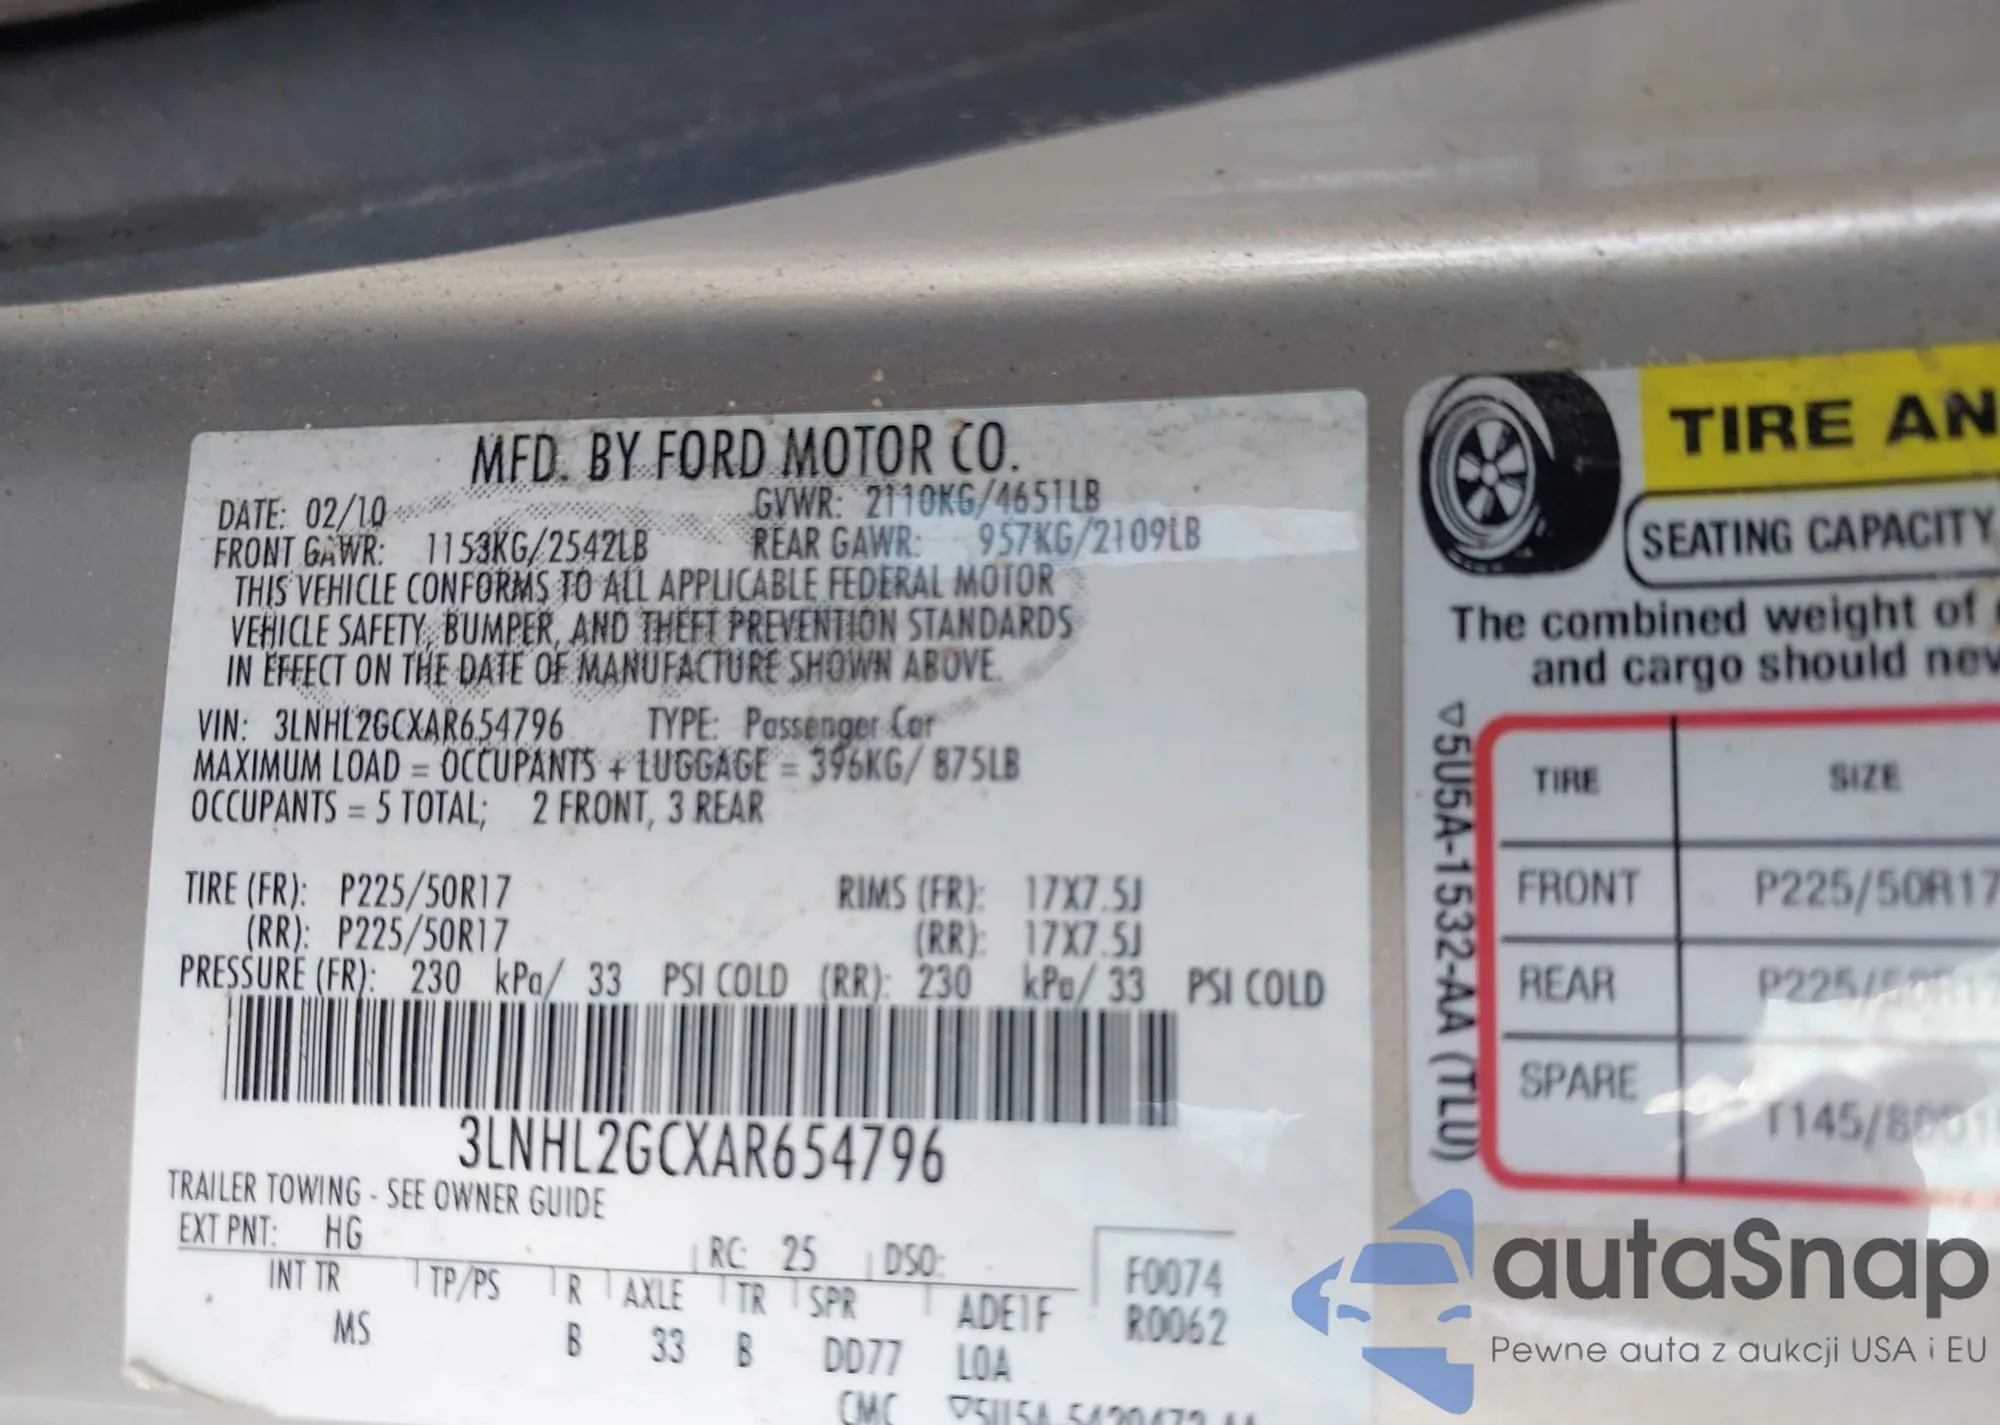 MFD. BY FORD MOTOR CO.
DATE: 02/10 GVWR: 2110KG/4651LB
FRONT GAWR: 1153KG/2542LB REAR GAWR: 957KG/2109LB
THIS VEHICLE CONFORMS TO ALL APPLICABLE FEDERAL MOTOR
VEHICLE SAFETY, BUMPER, AND THEFT PREVENTION STANDARDS
IN EFFECT ON THE DATE OF MANUFACTURE SHOWN ABOVE.
VIN: 3LNHL2GCXAR654796 TYPE: Passenger Car
MAXIMUM LOAD = OCCUPANTS + LUGGAGE = 396KG/ 875LB
OCCUPANTS = 5 TOTAL; 2 FRONT, 3 REAR
TIRE (FR): P225/50R17 RIMS (FR): 17X7.5J
(RR): P225/50R17 (RR): 17X7.5J
PRESSURE (FR): 230 kPa/ 33 PSI COLD (RR): 230 kPa/ 33 PSI COLD
3LNHL2GCXAR654796
TRAILER TOWING - SEE OWNER GUIDE
EXT PNT: HG RC: 25 DSO: F0074
INT TR TP/PS R AXLE TR SPR ADE1F R0062
MS B 33 B DD77 LOA
CMC
TIRE AN
SEATING CAPACITY
The combined weight of
and cargo should nev
▽5U5A-1532-AA (TLU)
TIRE SIZE
FRONT P225/50R17
REAR P225/50R17
SPARE
autaSnap
Pewne auta z aukcji USA i EU